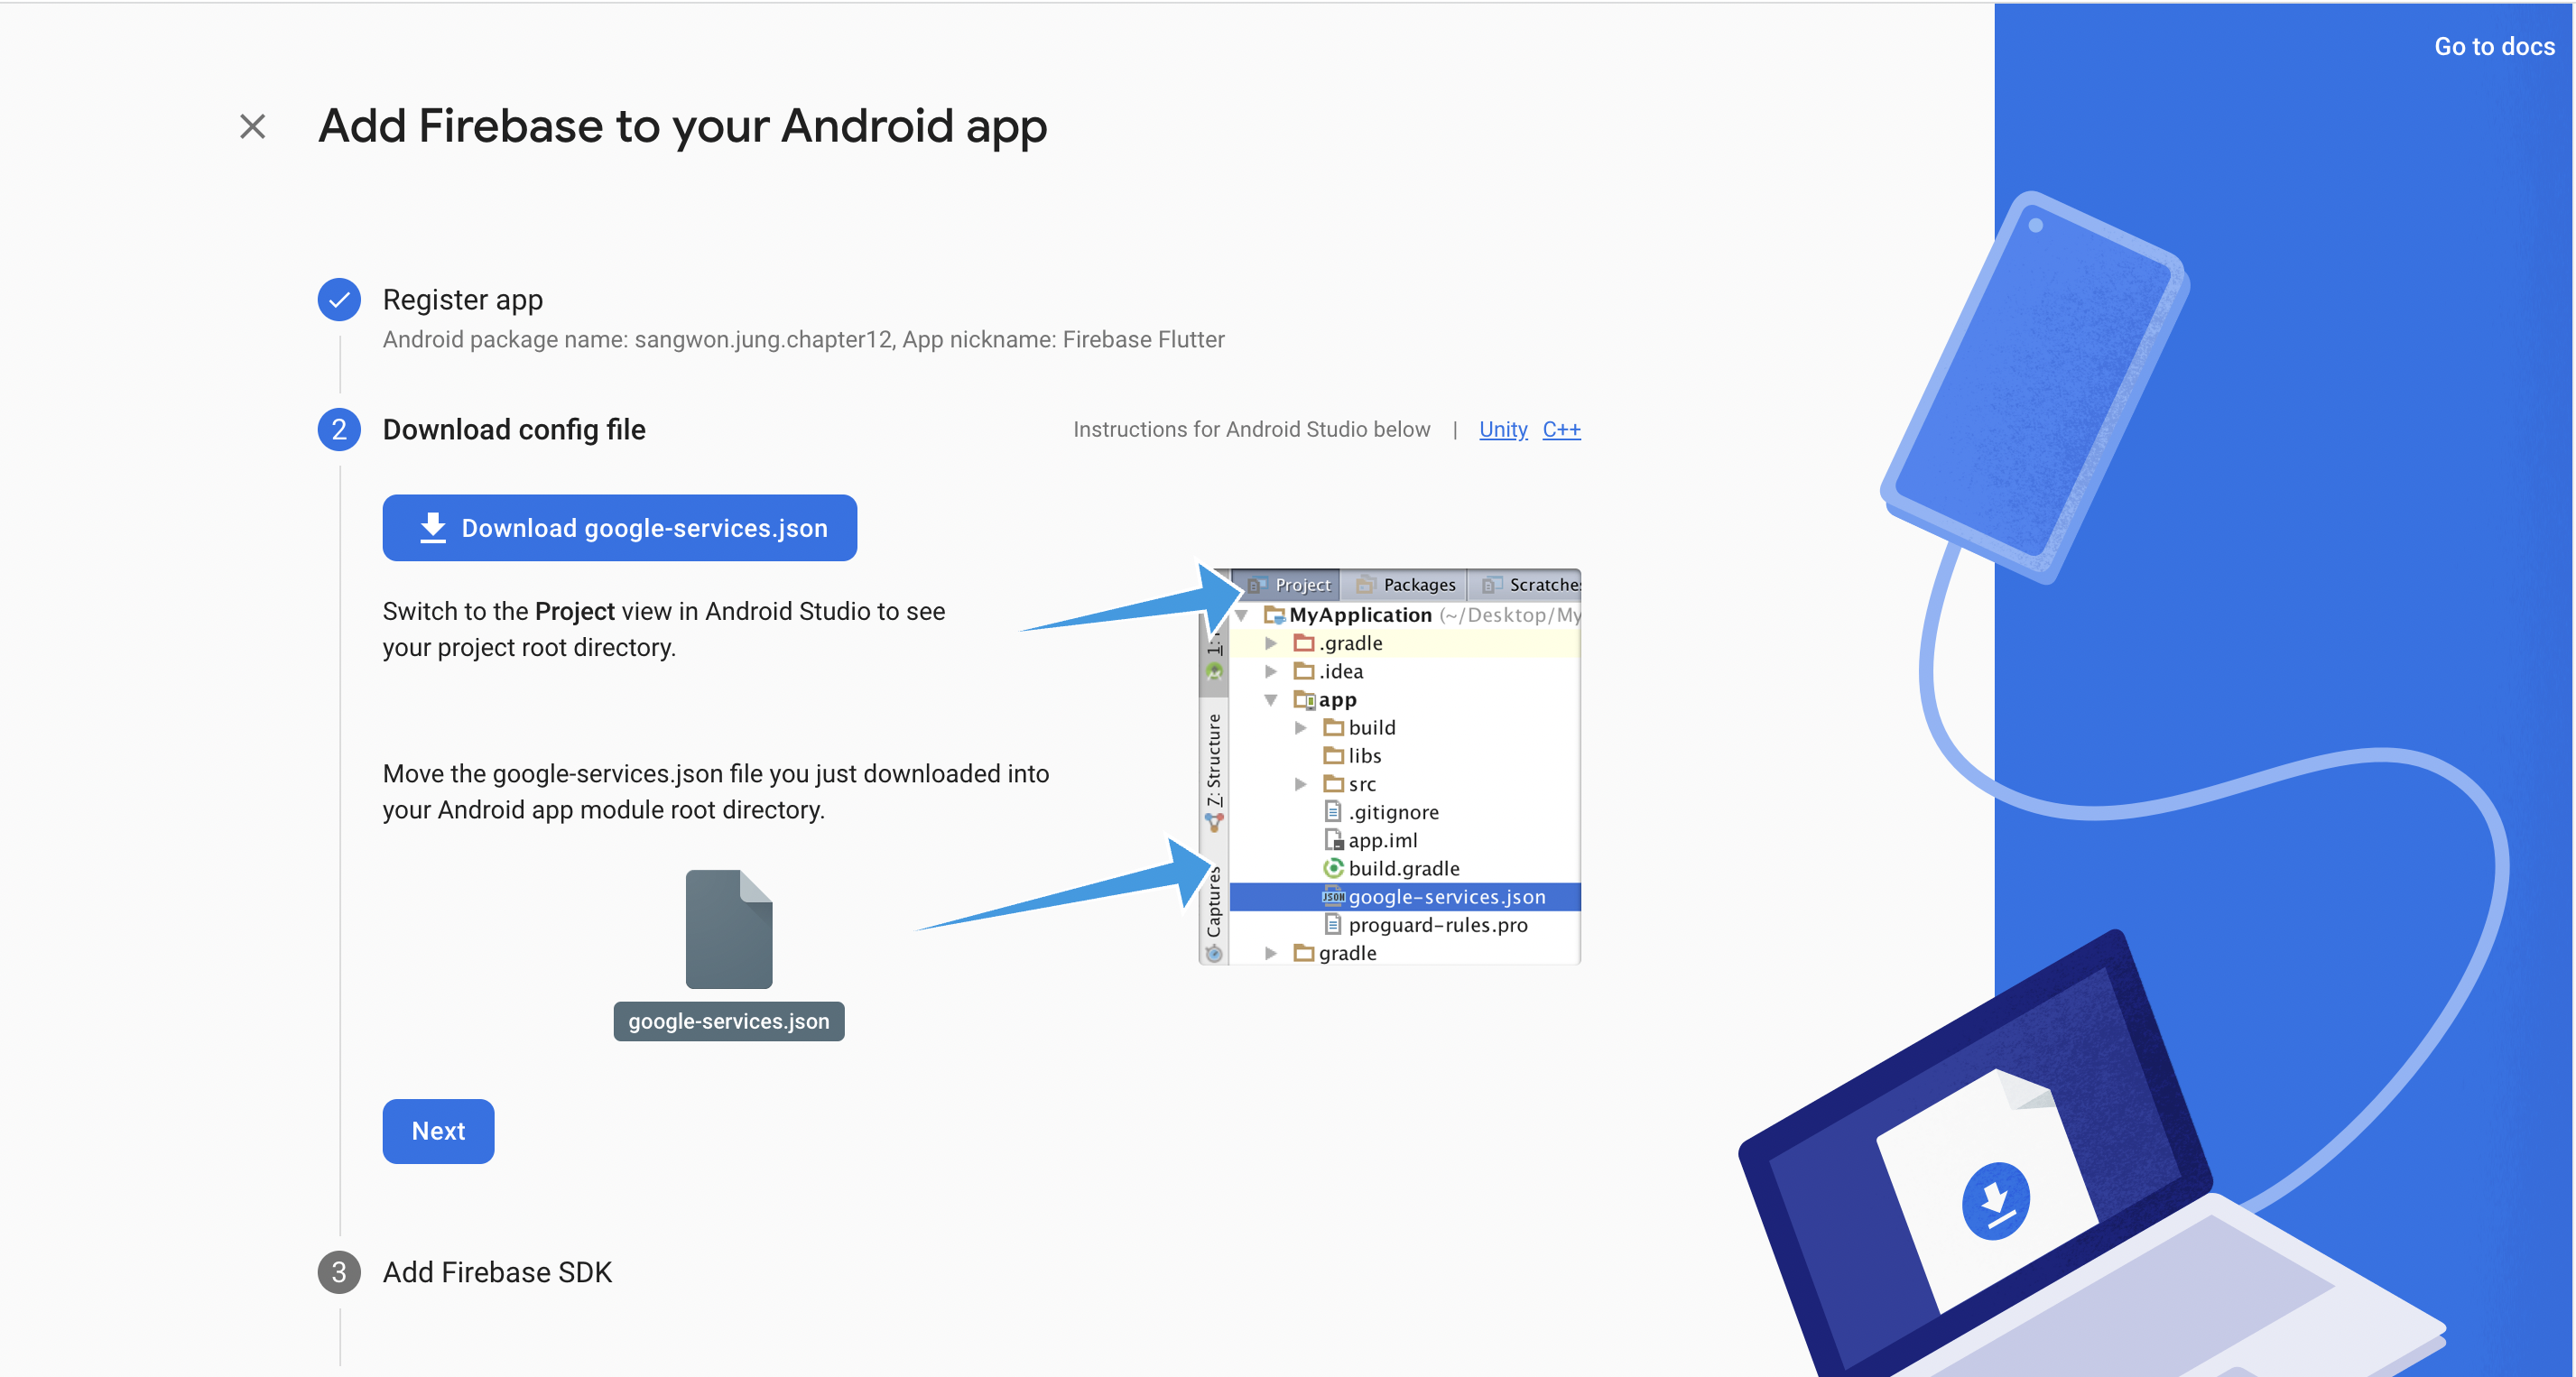 Go to docs
Add Firebase to your Android app
Register app
Android package name: sangwon.jung.chapter12, App nickname: Firebase Flutter
2
Download config file
Instructions for Android Studio below | Unity C++
Download google-services.json
Switch to the Project view in Android Studio to see
your project root directory.
Move the google-services.json file you just downloaded into
your Android app module root directory.
google-services.json
Project Packages Scratche
MyApplication (~/Desktop/My
.gradle
.idea
app
build
libs
src
.gitignore
app.iml
build.gradle
JSON google-services.json
proguard-rules.pro
gradle
1:
Z: Structure
Captures
Next
3
Add Firebase SDK